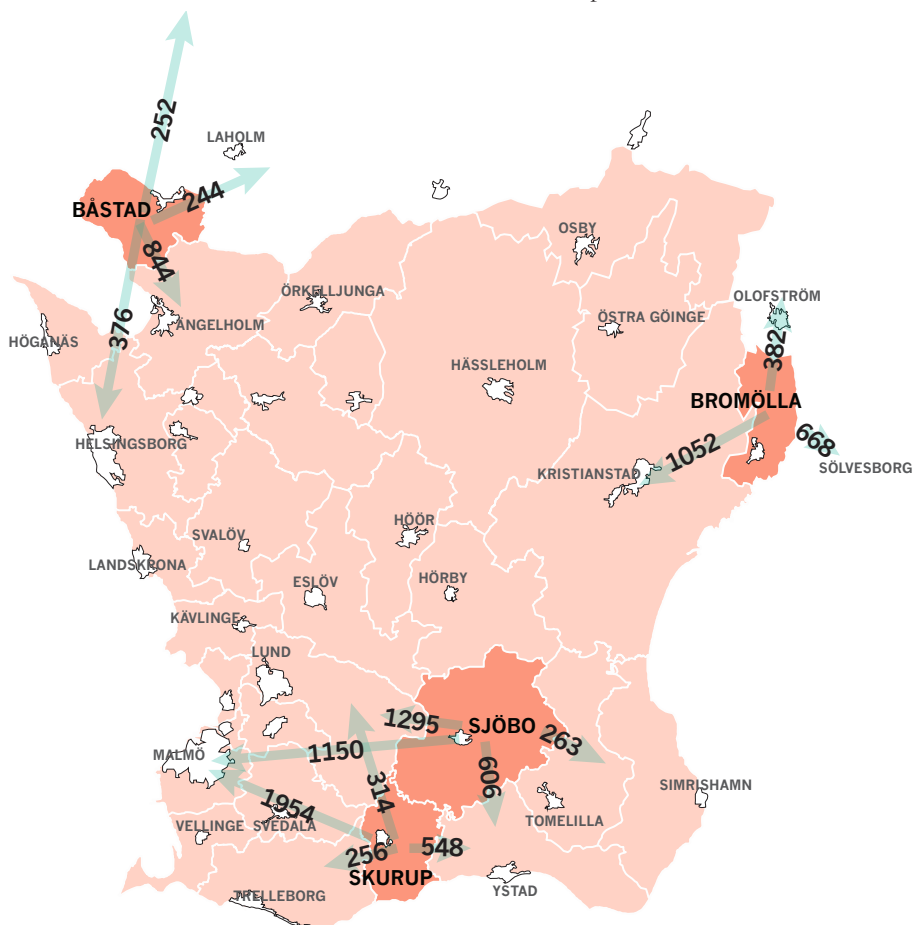 252
LAHOLM
244
BÅSTAD
OSBY
844
ÖRKELLJUNGA
OLOFSTRÖM
376
ÄNGELHOLM
ÖSTRA GÖINGE
HÖGANÄS
382
HÄSSLEHOLM
BROMÖLLA
HELSINGSBORG
1052
668
KRISTIANSTAD
SÖLVESBORG
SVALÖV
HÖÖR
LANDSKRONA
ESLÖV
HÖRBY
KÄVLINGE
LUND
1295
SJÖBO
263
MALMÖ
1150
606
314
SIMRISHAMN
1954
TOMELILLA
VELLINGE
SVEDALA
256
548
SKURUP
YSTAD
TRELLEBORG